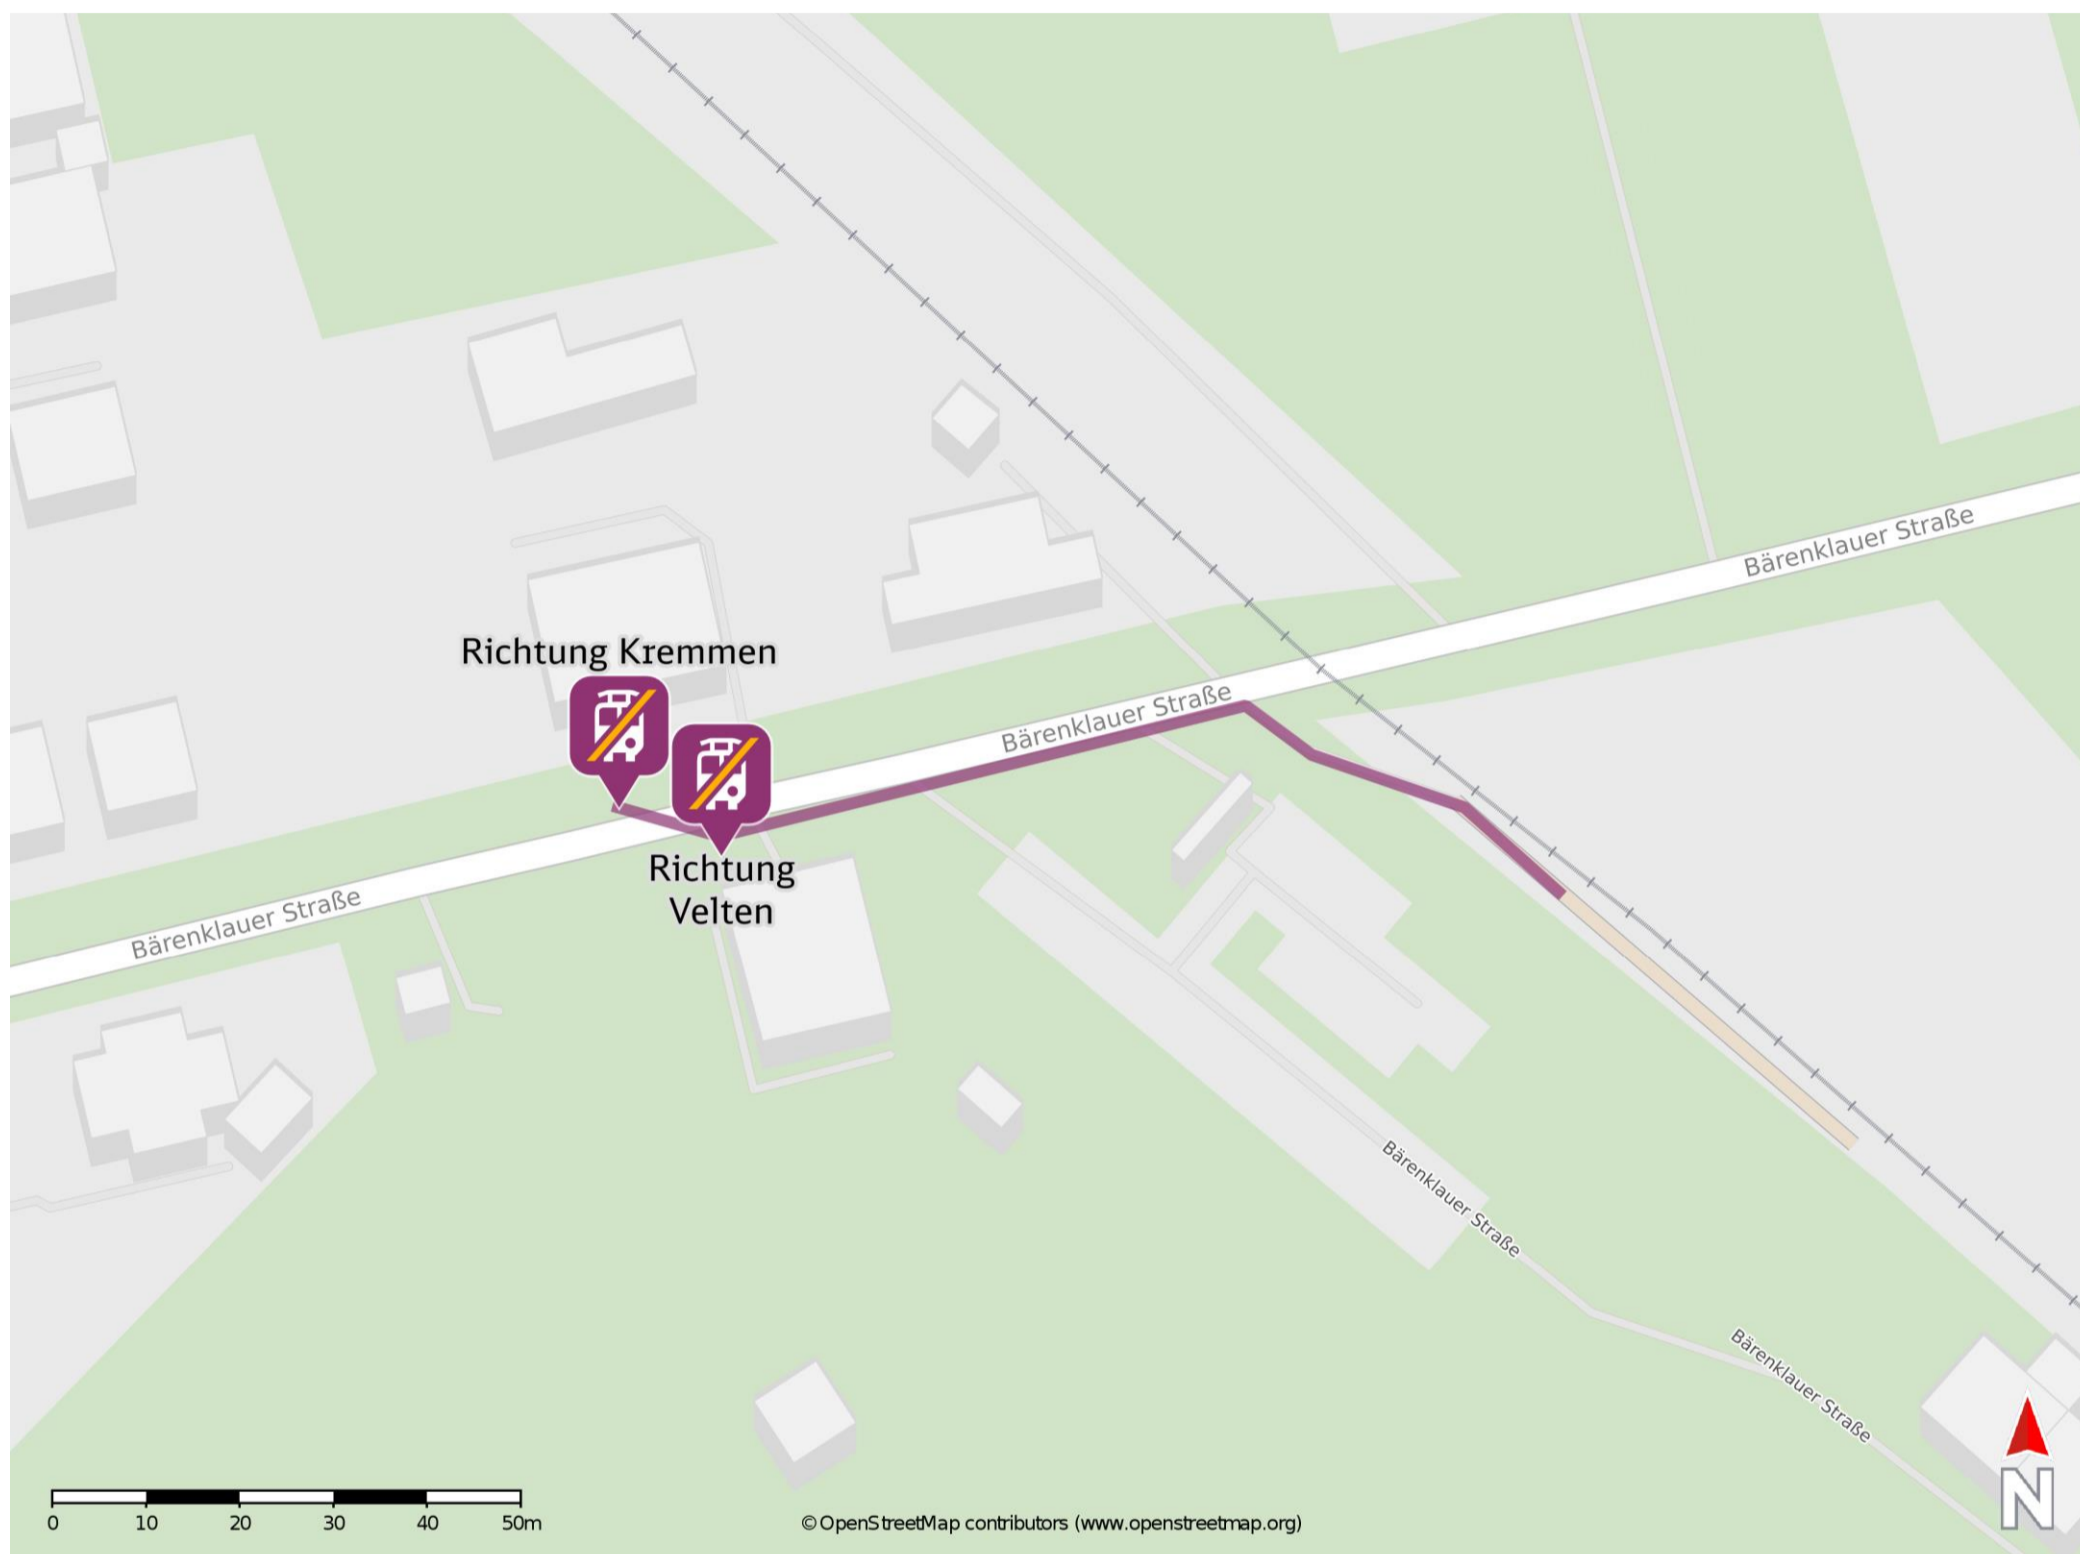 Bärenklauer Straße
Richtung Kremmen
Bärenklauer Straße
Richtung
Velten
Bärenklauer Straße
Bärenklauer Straße
Bärenklauer Straße
0 10 20 30 40 50m
© OpenStreetMap contributors (www.openstreetmap.org)
N